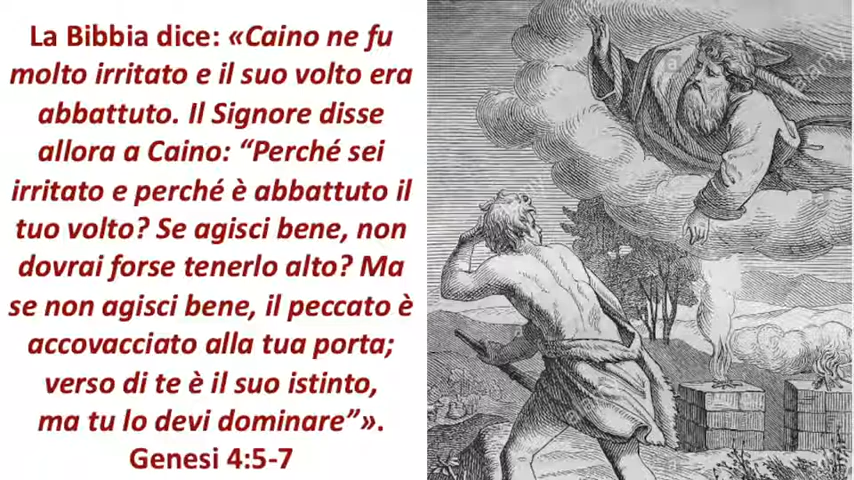 La Bibbia dice: «Caino ne fu
molto irritato e il suo volto era
abbattuto. Il Signore disse
allora a Caino: “Perché sei
irritato e perché è abbattuto il
tuo volto? Se agisci bene, non
dovrai forse tenerlo alto? Ma
se non agisci bene, il peccato è
accovacciato alla tua porta;
verso di te è il suo istinto,
ma tu lo devi dominare”».
Genesi 4:5-7
alamy